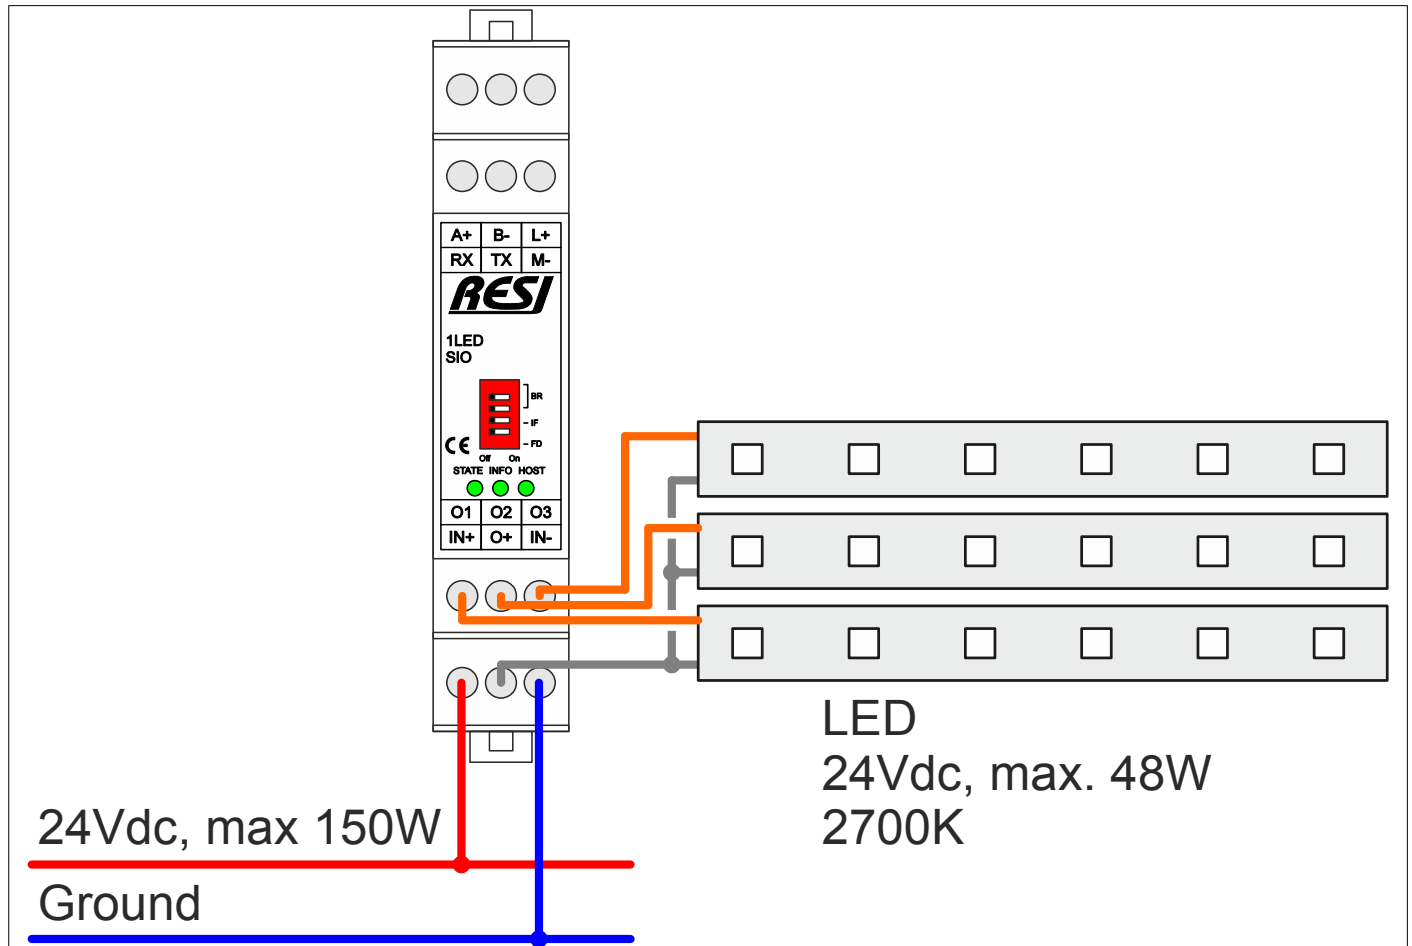 A+ B- L+
RX TX M-
RESI
1LED
SIO
BR
IF
FD
CE
Off On
STATE INFO HOST
O1 O2 O3
IN+ O+ IN-
LED
24Vdc, max. 48W
2700K
24Vdc, max 150W
Ground